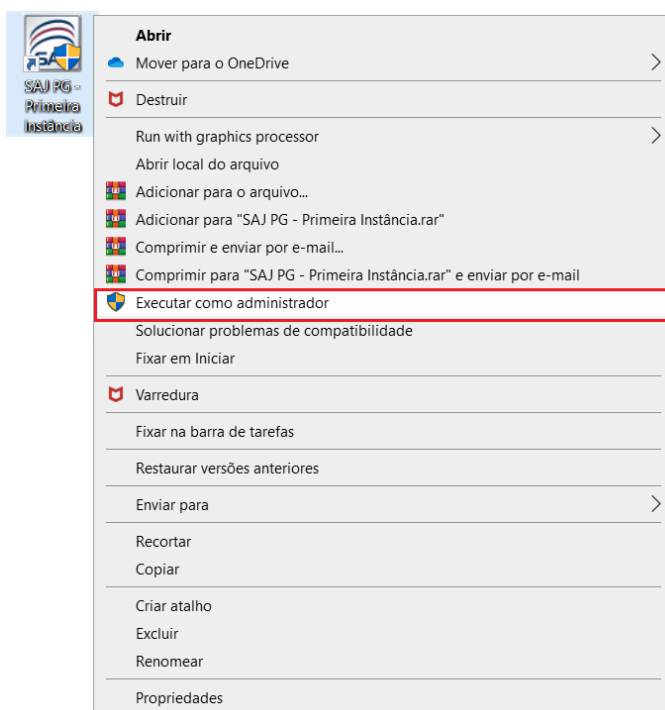 SAJ
SAJ PG -
Primeira
Instância
Abrir
Mover para o OneDrive
Destruir
Run with graphics processor
Abrir local do arquivo
Adicionar para o arquivo...
Adicionar para "SAJ PG - Primeira Instância.rar"
Comprimir e enviar por e-mail...
Comprimir para "SAJ PG - Primeira Instância.rar" e enviar por e-mail
Executar como administrador
Solucionar problemas de compatibilidade
Fixar em Iniciar
Varredura
Fixar na barra de tarefas
Restaurar versões anteriores
Enviar para
Recortar
Copiar
Criar atalho
Excluir
Renomear
Propriedades